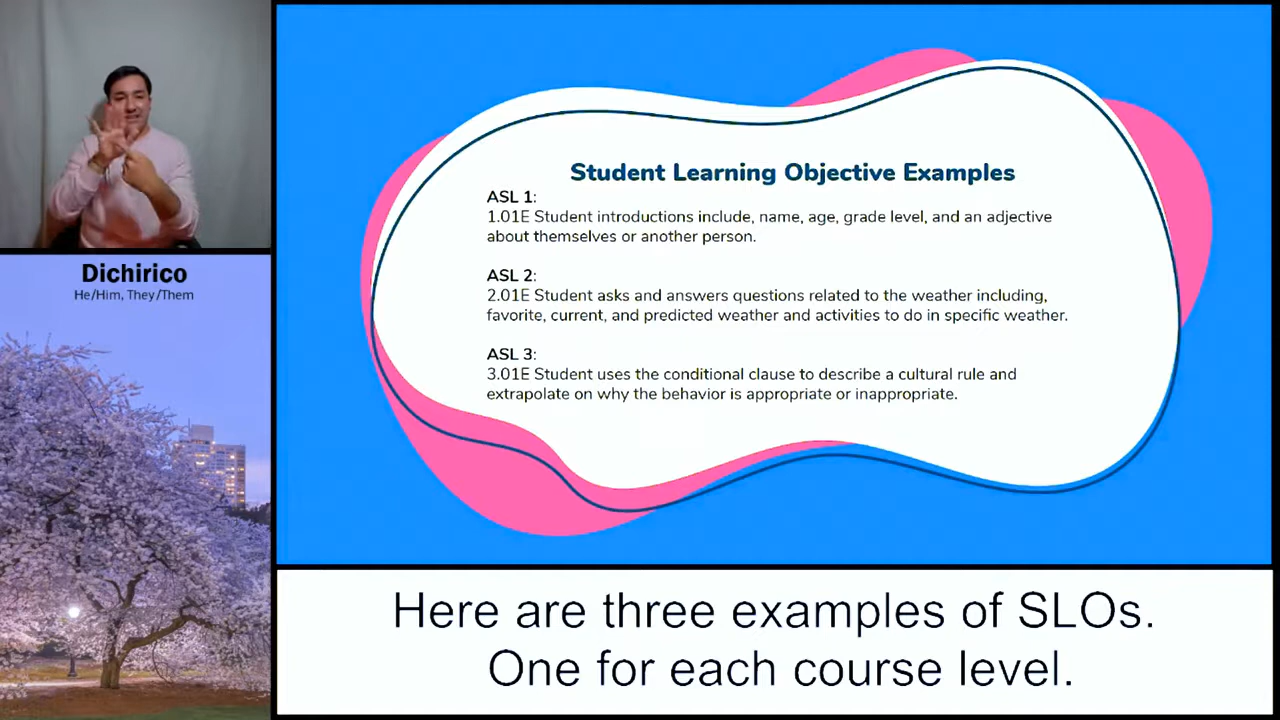 Dichirico
He/Him, They/Them
Student Learning Objective Examples
ASL 1:
1.01E Student introductions include, name, age, grade level, and an adjective
about themselves or another person.
ASL 2:
2.01E Student asks and answers questions related to the weather including,
favorite, current, and predicted weather and activities to do in specific weather.
ASL 3:
3.01E Student uses the conditional clause to describe a cultural rule and
extrapolate on why the behavior is appropriate or inappropriate.
Here are three examples of SLOs.
One for each course level.